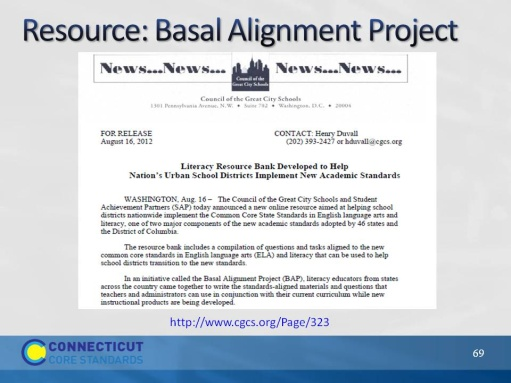 Resource: Basal Alignment Project
News...News... News...News...
Council of the
Great City Schools
Council of the Great City Schools
1301 Pennsylvania Avenue, N.W. • Suite 702 • Washington, D.C. • 20004
FOR RELEASE CONTACT: Henry Duvall
August 16, 2012 (202) 393-2427 or hduvall@cgcs.org
Literacy Resource Bank Developed to Help
Nation's Urban School Districts Implement New Academic Standards
WASHINGTON, Aug. 16 – The Council of the Great City Schools and Student
Achievement Partners (SAP) today announced a new online resource aimed at helping school
districts nationwide implement the Common Core State Standards in English language arts and
literacy, one of two major components of the new academic standards adopted by 46 states and
the District of Columbia.
The resource bank includes a compilation of questions and tasks aligned to the new
common core standards in English language arts (ELA) and literacy that can be used to help
school districts transition to the new standards.
In an initiative called the Basal Alignment Project (BAP), literacy educators from states
across the country came together to write the standards-aligned materials and questions that
teachers and administrators can use in conjunction with their current curriculum while new
instructional products are being developed.
http://www.cgcs.org/Page/323
CONNECTICUT
CORE STANDARDS
69